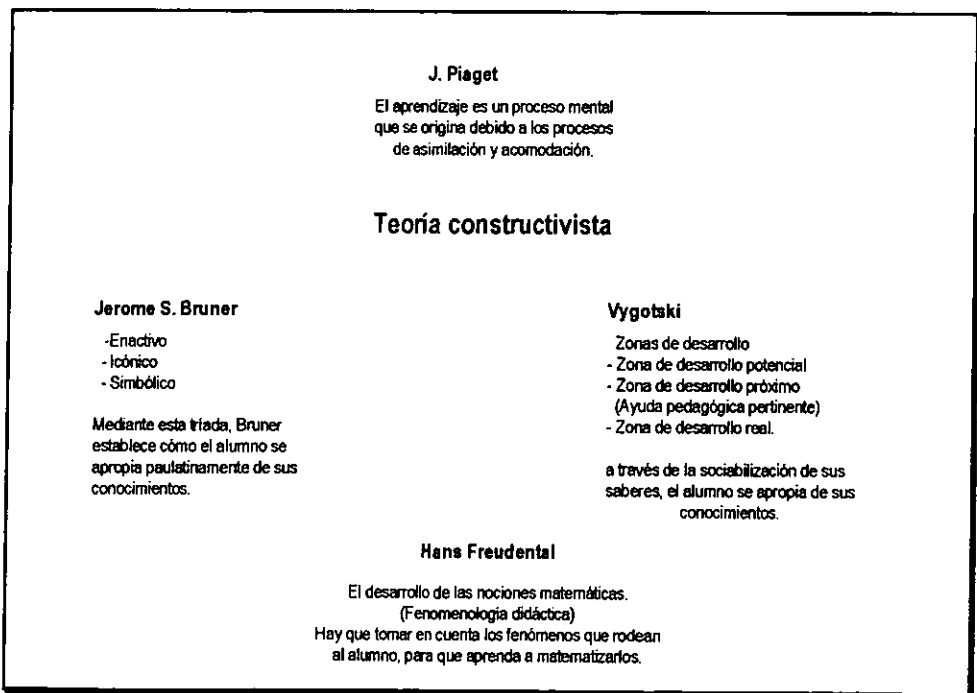 J. Piaget
El aprendizaje es un proceso mental
que se origina debido a los procesos
de asimilación y acomodación.
Teoría constructivista
Jerome S. Bruner
-Enactivo
- Icónico
- Simbólico
Mediante esta tríada, Bruner
establece cómo el alumno se
apropia paulatinamente de sus
conocimientos.
Vygotski
Zonas de desarrollo
- Zona de desarrollo potencial
- Zona de desarrollo próximo
(Ayuda pedagógica pertinente)
- Zona de desarrollo real.
a través de la sociabilización de sus
saberes, el alumno se apropia de sus
conocimientos.
Hans Freudental
El desarrollo de las nociones matemáticas.
(Fenomenología didáctica)
Hay que tomar en cuenta los fenómenos que rodean
al alumno, para que aprenda a matematizarlos.